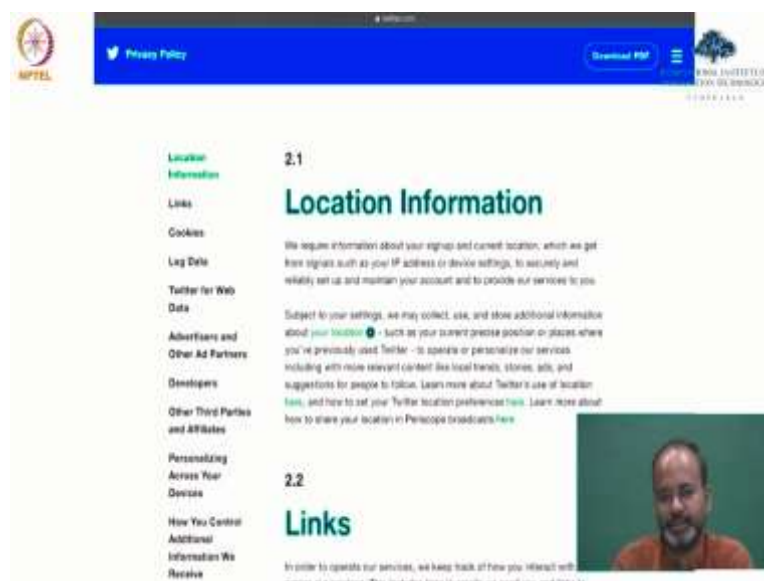 NPTEL
twitter.com
Privacy Policy
Download PDF
Location
Information
Links
Cookies
Log Data
Twitter for Web
Data
Advertisers and
Other Ad Partners
Developers
Other Third Parties
and Affiliates
Personalizing
Across Your
Devices
How You Control
Additional
Information We
Receive
2.1
Location Information
We require information about your signup and current location, which we get
from signals such as your IP address or device settings, to securely and
reliably set up and maintain your account and to provide our services to you.
Subject to your settings, we may collect, use, and store additional information
about your location - such as your current precise position or places where
you've previously used Twitter - to operate or personalize our services
including with more relevant content like local trends, stories, ads, and
suggestions for people to follow. Learn more about Twitter's use of location
here, and how to set your Twitter location preferences here. Learn more about
how to share your location in Periscope broadcasts here
2.2
Links
In order to operate our services, we keep track of how you interact with